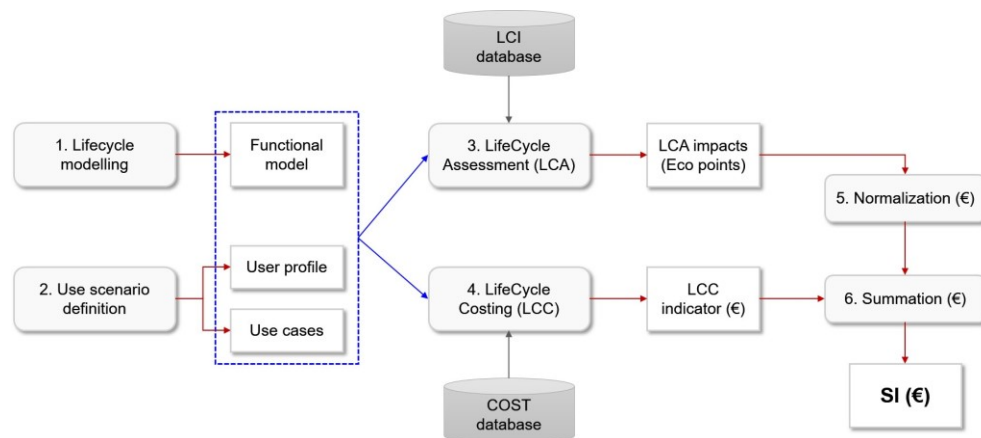 LCI
database
1. Lifecycle
modelling
Functional
model
3. LifeCycle
Assessment (LCA)
LCA impacts
(Eco points)
5. Normalization (€)
2. Use scenario
definition
User profile
Use cases
4. LifeCycle
Costing (LCC)
LCC
indicator (€)
6. Summation (€)
COST
database
SI (€)